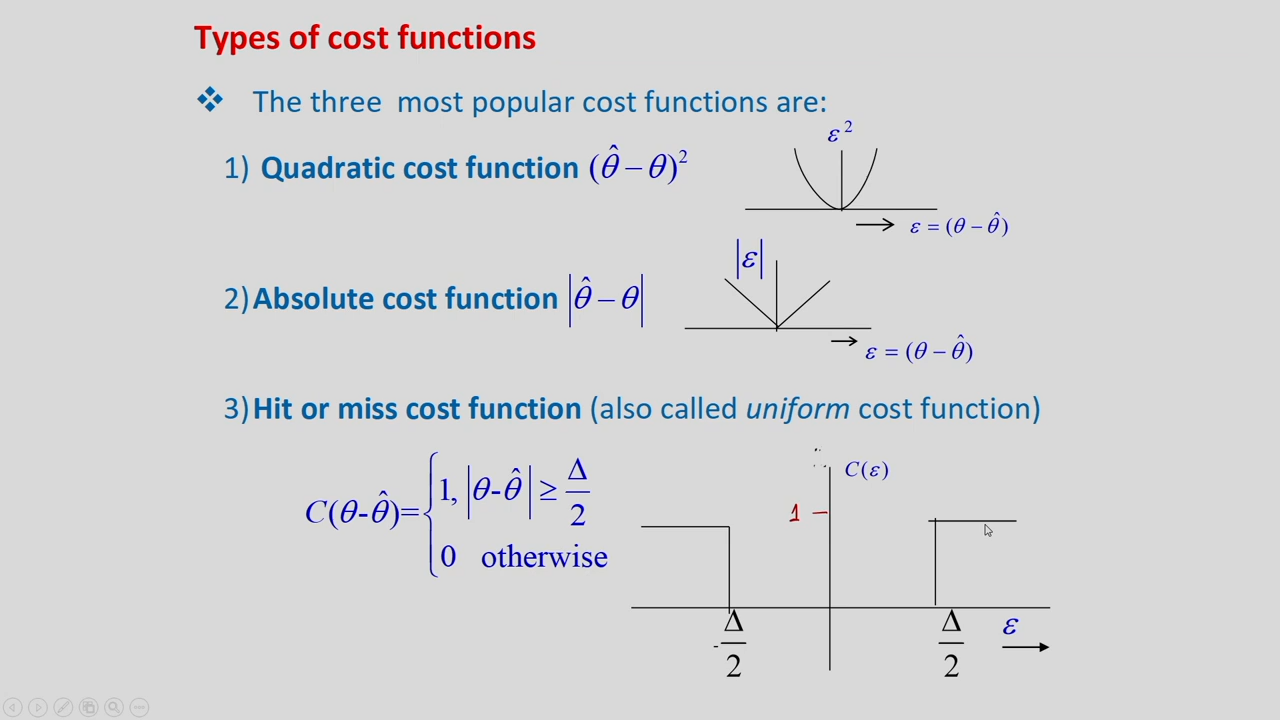 Types of cost functions
❖ The three most popular cost functions are:
1) Quadratic cost function (θ̂ – θ)²
ε²
ε = (θ – θ̂)
|ε|
2) Absolute cost function |θ̂ – θ|
ε = (θ – θ̂)
3) Hit or miss cost function (also called uniform cost function)
C(ε)
C(θ-θ̂)= { 1, |θ-θ̂| ≥ Δ/2
0 otherwise
1
-Δ/2 Δ/2 ε